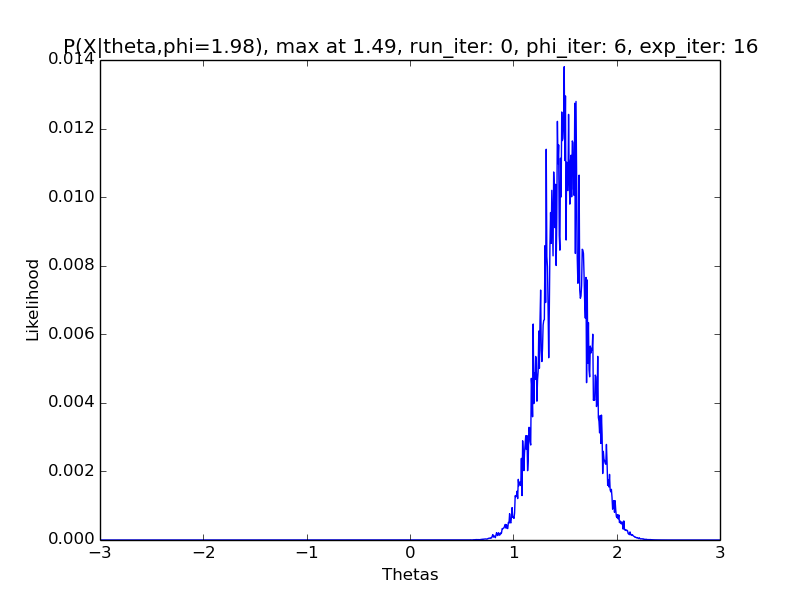 P(X|theta,phi=1.98), max at 1.49, run_iter: 0, phi_iter: 6, exp_iter: 16
0.014
0.012
0.010
0.008
0.006
0.004
0.002
0.000
Likelihood
−3 −2 −1 0 1 2 3
Thetas